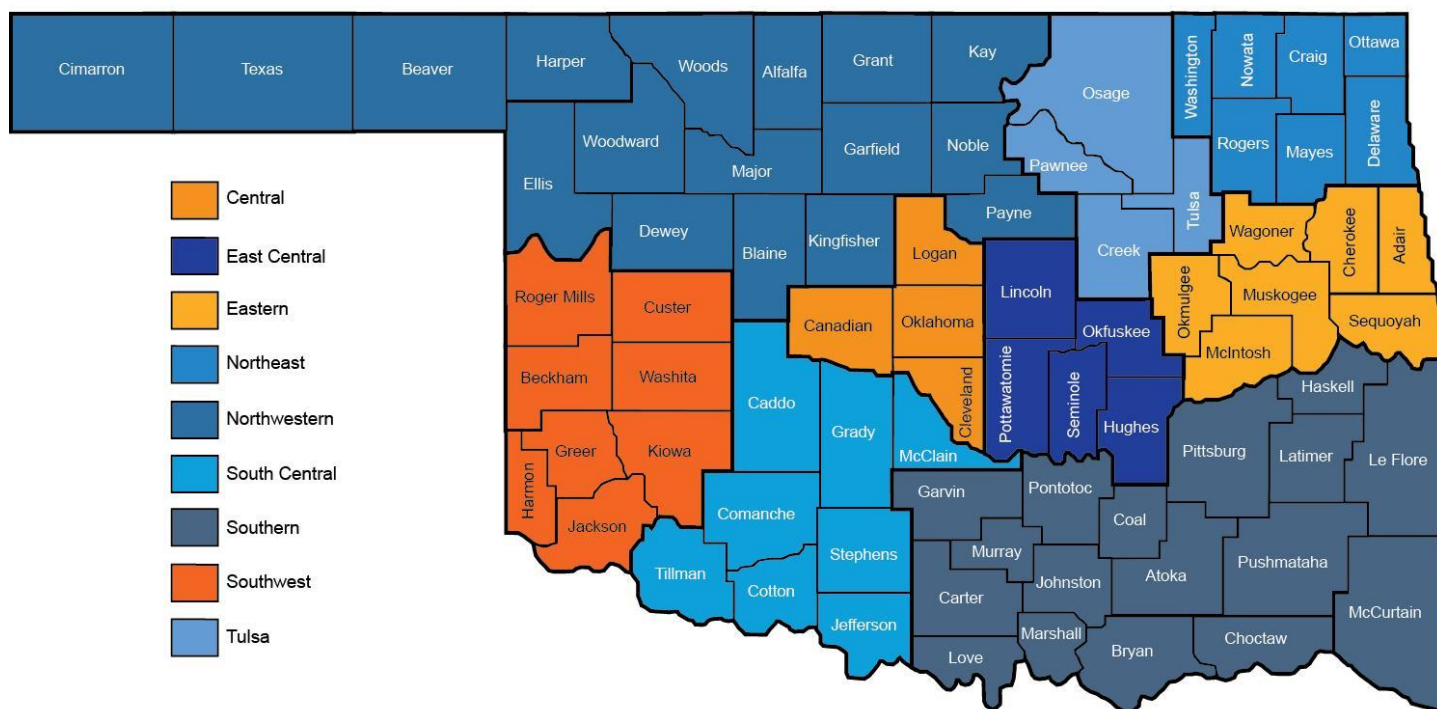 Cimarron
Texas
Beaver
Harper
Woods
Alfalfa
Grant
Kay
Osage
Washington
Nowata
Craig
Ottawa
Woodward
Ellis
Major
Garfield
Noble
Pawnee
Rogers
Mayes
Delaware
Tulsa
Creek
Payne
Dewey
Blaine
Kingfisher
Logan
Lincoln
Wagoner
Cherokee
Adair
Okmulgee
Muskogee
Sequoyah
McIntosh
Roger Mills
Custer
Canadian
Oklahoma
Okfuskee
Beckham
Washita
Caddo
Grady
Cleveland
Pottawatomie
Seminole
Hughes
Haskell
Pittsburg
Latimer
Le Flore
Harmon
Greer
Kiowa
McClain
Jackson
Comanche
Garvin
Pontotoc
Coal
Tillman
Cotton
Stephens
Murray
Johnston
Atoka
Pushmataha
Carter
Jefferson
Love
Marshall
Bryan
Choctaw
McCurtain
Central
East Central
Eastern
Northeast
Northwestern
South Central
Southern
Southwest
Tulsa